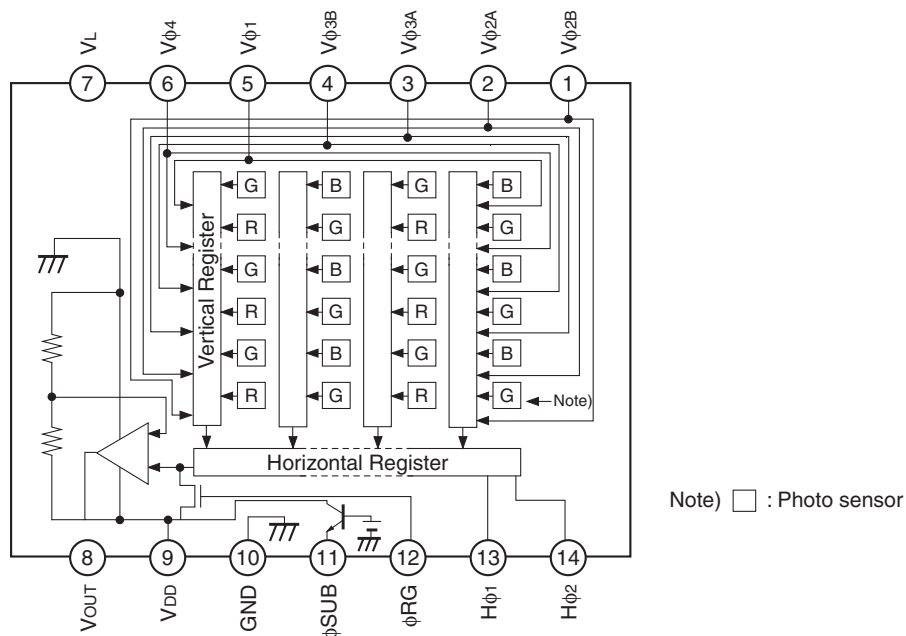 VL
Vϕ4
Vϕ1
Vϕ3B
Vϕ3A
Vϕ2A
Vϕ2B
7
6
5
4
3
2
1
G B G B
R G R G
G B G B
R G R G
G B G B
R G R G
Vertical Register
Note)
Horizontal Register
Note) : Photo sensor
8
9
10
11
12
13
14
VOUT
VDD
GND
ϕSUB
ϕRG
Hϕ1
Hϕ2